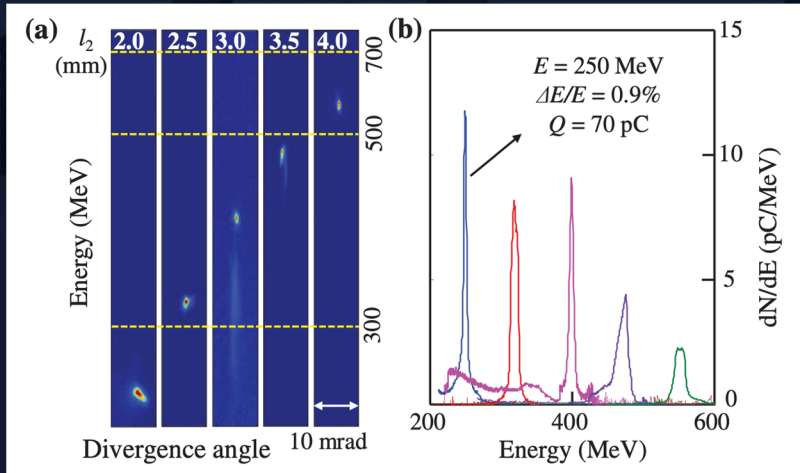 (a)
l₂
(mm)
2.0 2.5 3.0 3.5 4.0
700
500
300
Energy (MeV)
Divergence angle
10 mrad
(b)
E = 250 MeV
ΔE/E = 0.9%
Q = 70 pC
15
10
5
0
dN/dE (pC/MeV)
200 400 600
Energy (MeV)